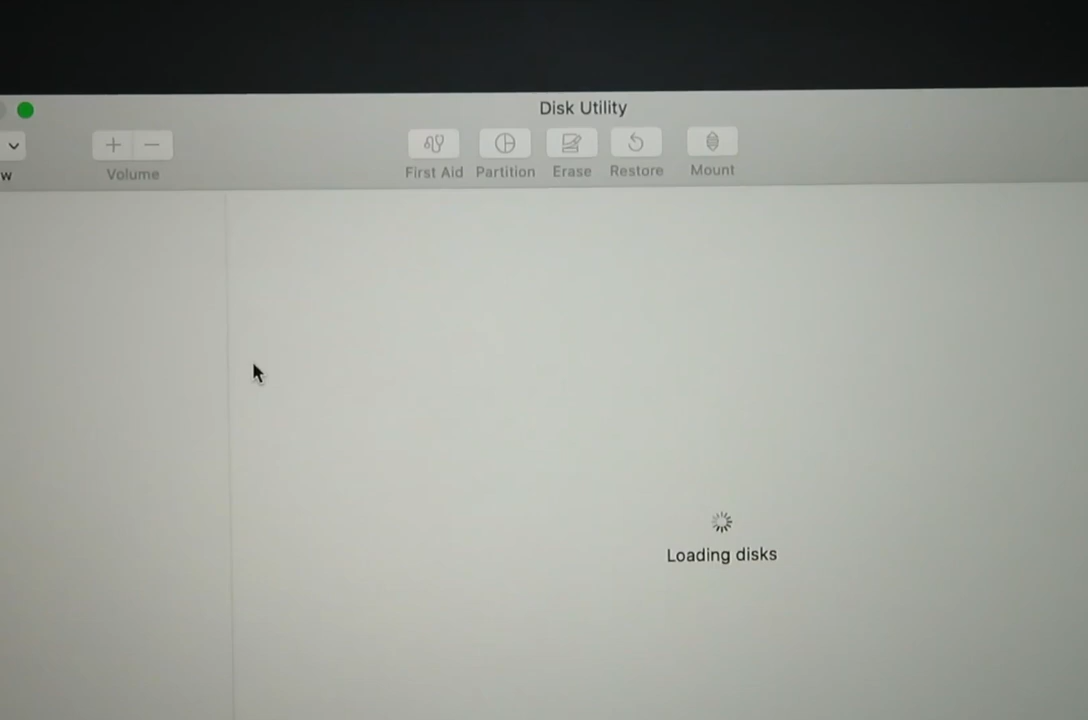 Disk Utility
w
Volume
First Aid
Partition
Erase
Restore
Mount
Loading disks